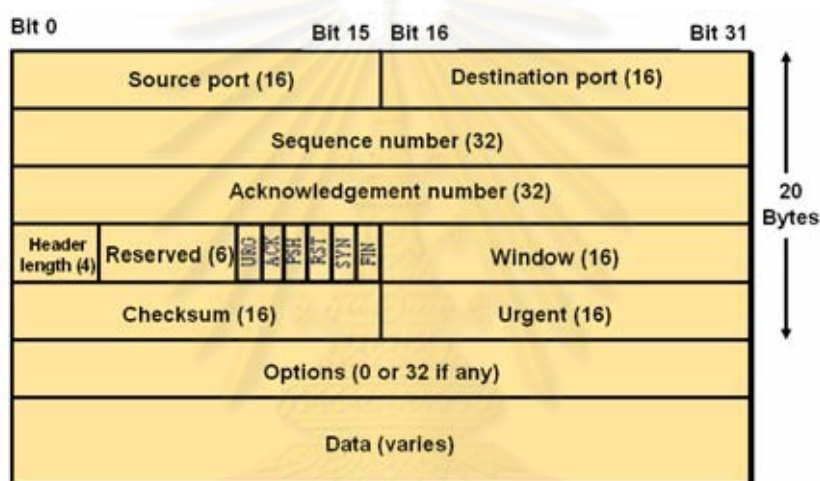 Bit 0 Bit 15 Bit 16 Bit 31
Source port (16) Destination port (16)
Sequence number (32)
Acknowledgement number (32)
20
Bytes
Header
length (4)
Reserved (6)
URG
ACK
PSH
RST
SYN
FIN
Window (16)
Checksum (16) Urgent (16)
Options (0 or 32 if any)
Data (varies)